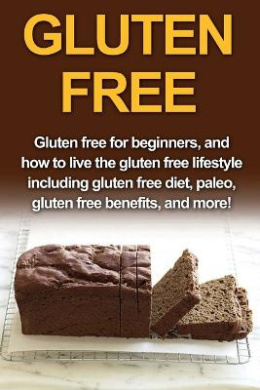 GLUTEN
FREE
Gluten free for beginners, and
how to live the gluten free lifestyle
including gluten free diet, paleo,
gluten free benefits, and more!